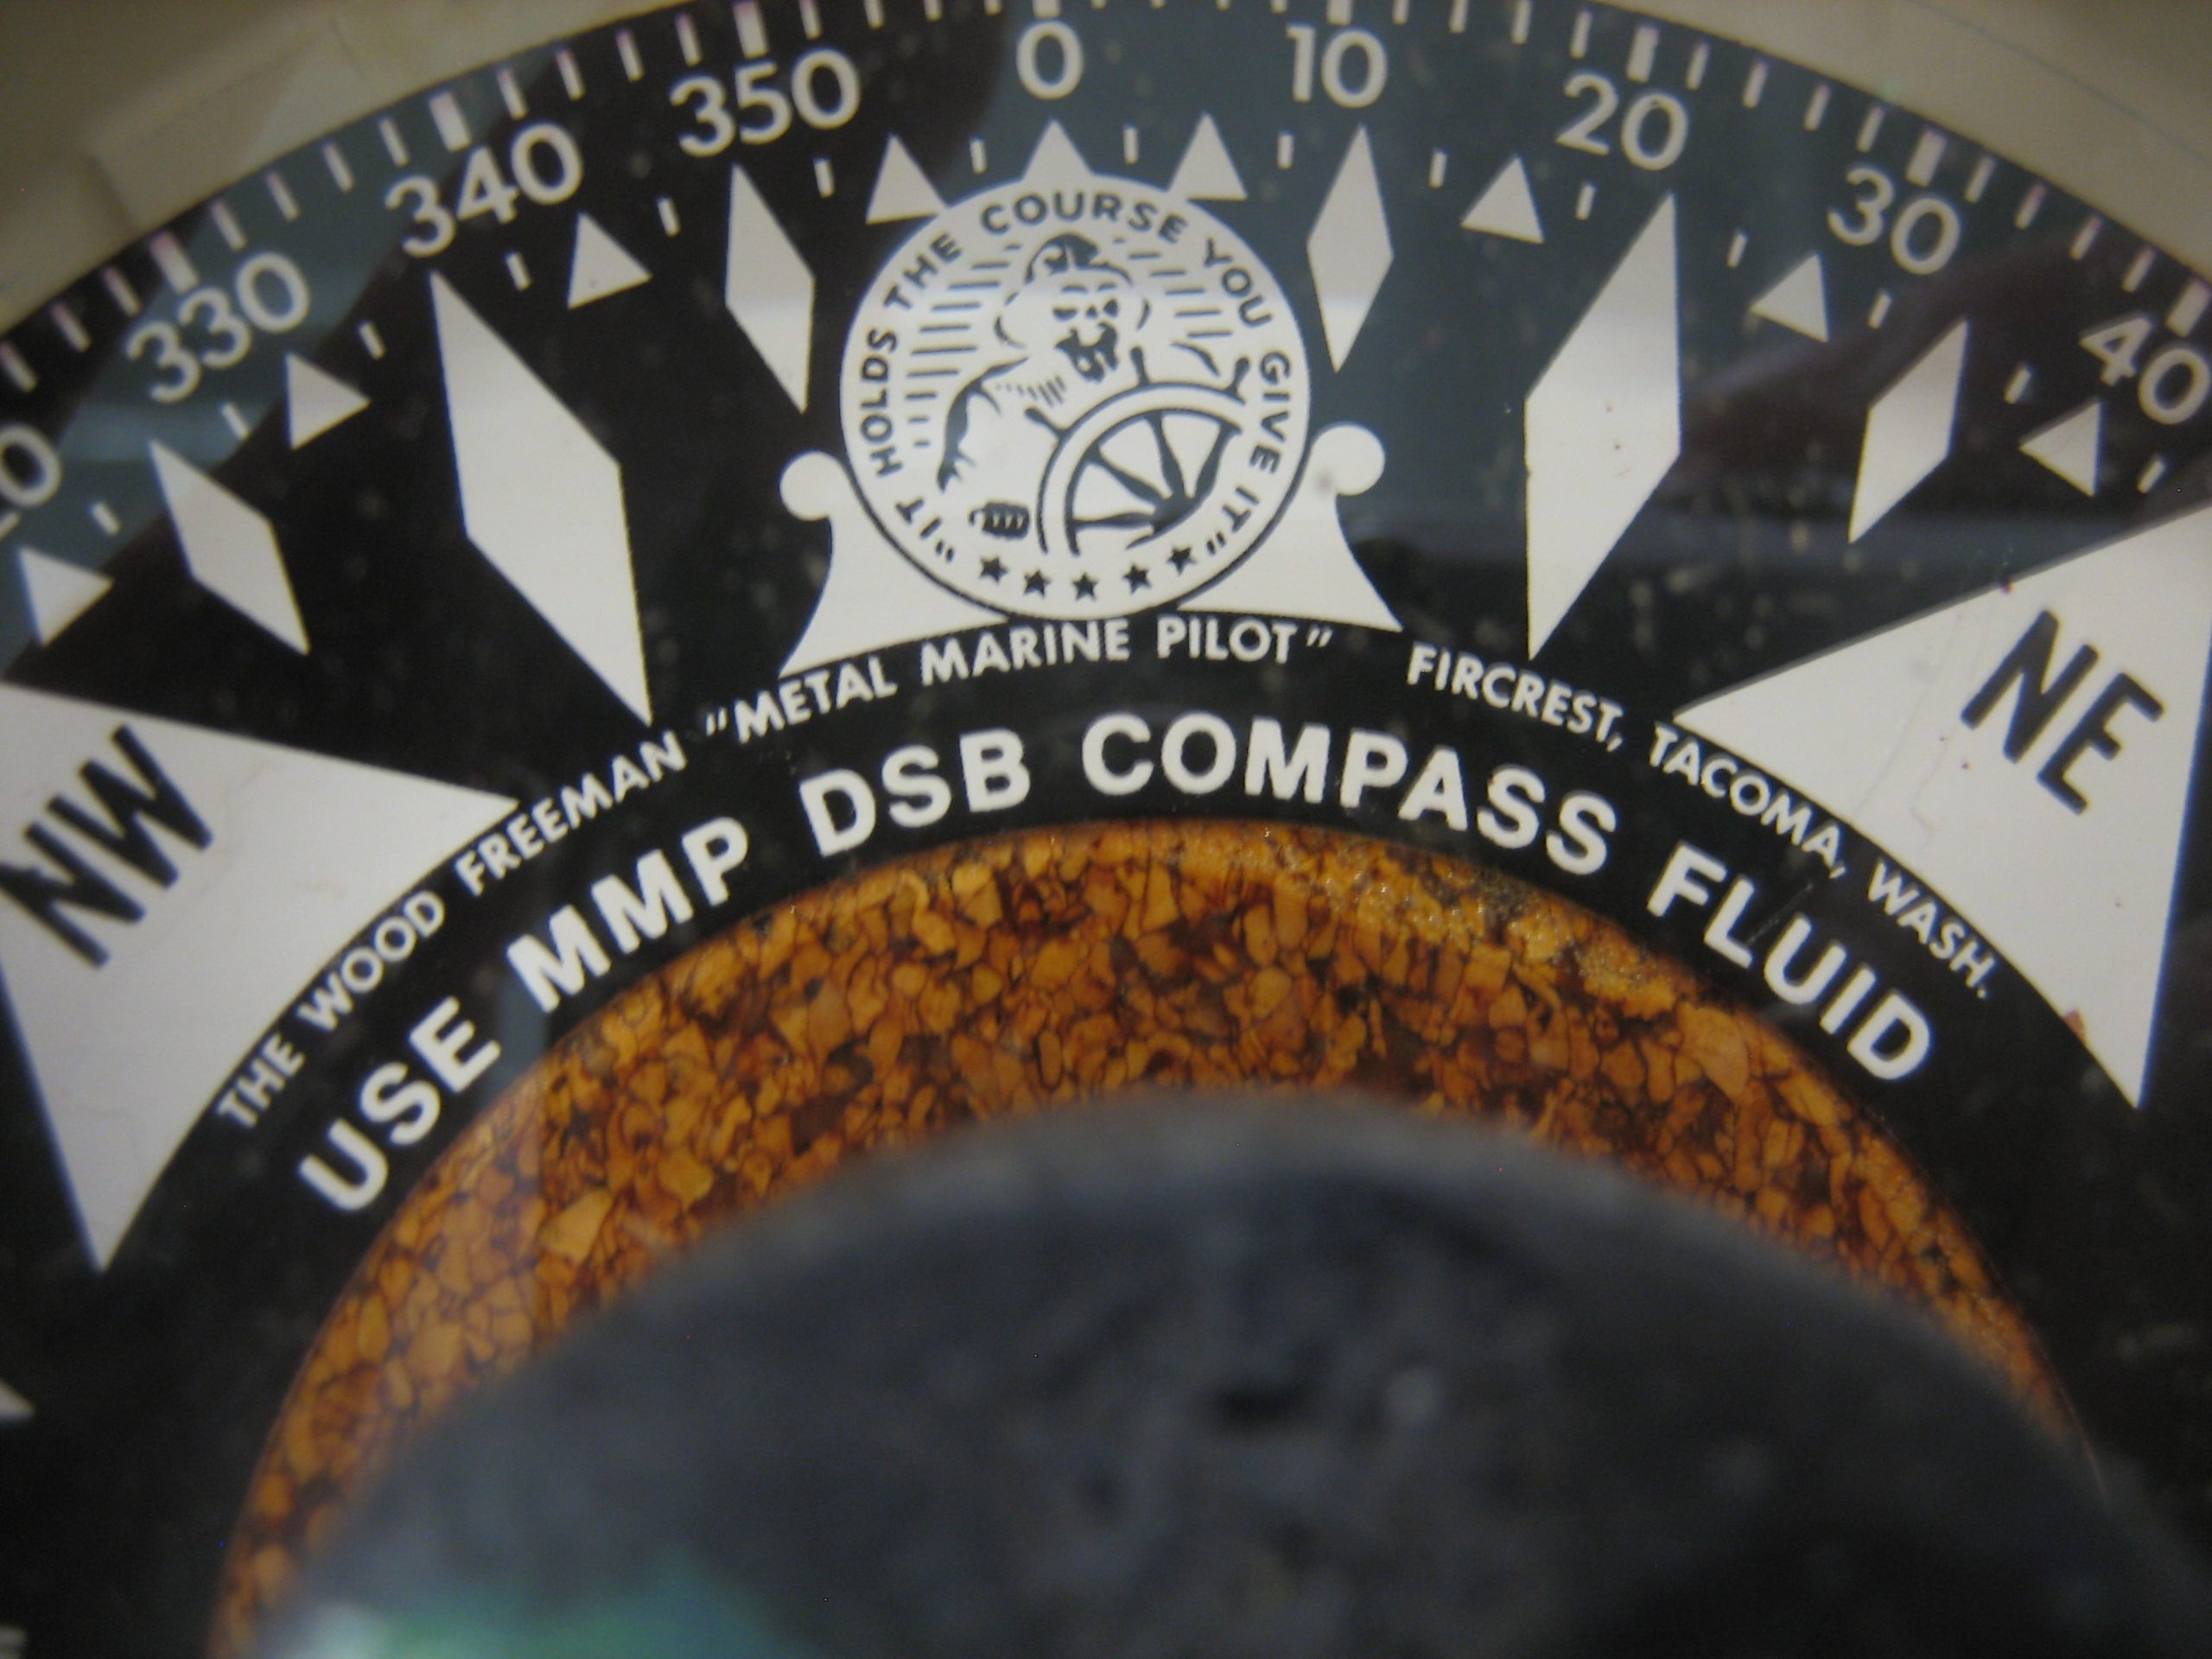 330 340 350 0 10 20 30 40
"IT HOLDS THE COURSE YOU GIVE IT"
NW
NE
THE WOOD FREEMAN "METAL MARINE PILOT" FIRCREST, TACOMA, WASH.
USE MMP DSB COMPASS FLUID